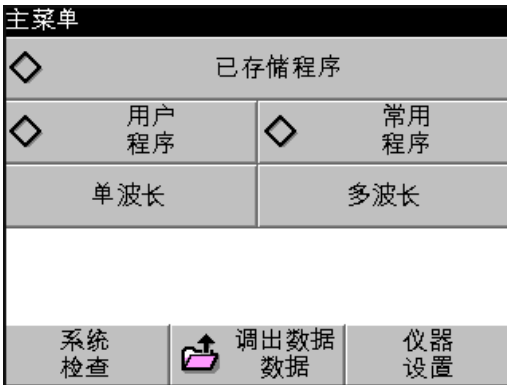 主菜单
已存储程序
用户
程序
常用
程序
单波长
多波长
系统
检查
调出数据
数据
仪器
设置